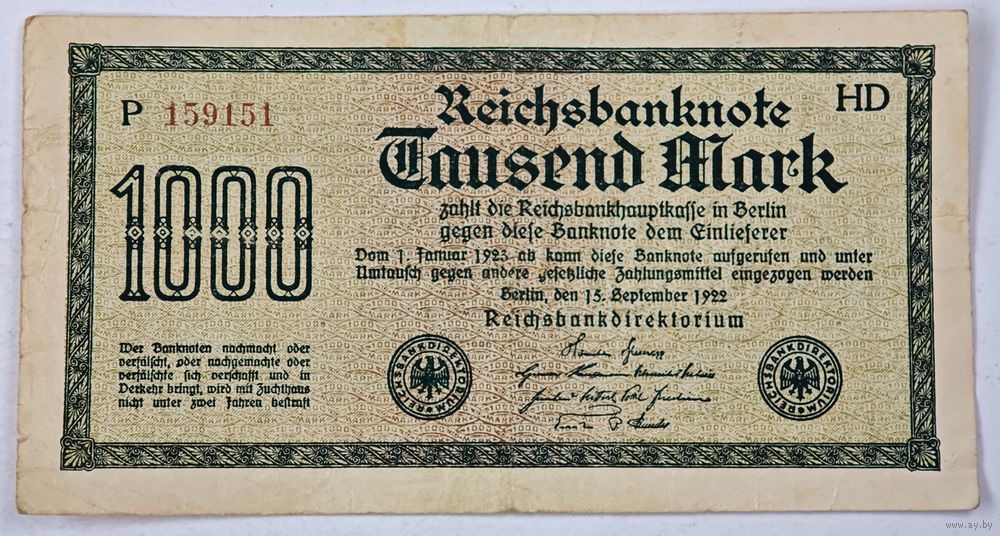 P 159151
HD
Reichsbanknote
Tausend Mark
1000
zahlt die Reichsbankhauptkasse in Berlin
gegen diese Banknote dem Einlieferer
Vom 1. Januar 1923 ab kann diese Banknote aufgerufen und unter
Umtausch gegen andere gesetzliche Zahlungsmittel eingezogen werden
Berlin, den 15. September 1922
Reichsbankdirektorium
Wer Banknoten nachmacht oder
verfälscht, oder nachgemachte oder
verfälschte sich verschafft und in
Verkehr bringt, wird mit Zuchthaus
nicht unter zwei Jahren bestraft
REICHSBANKDIREKTORIUM
REICHSBANKDIREKTORIUM
www.ay.by